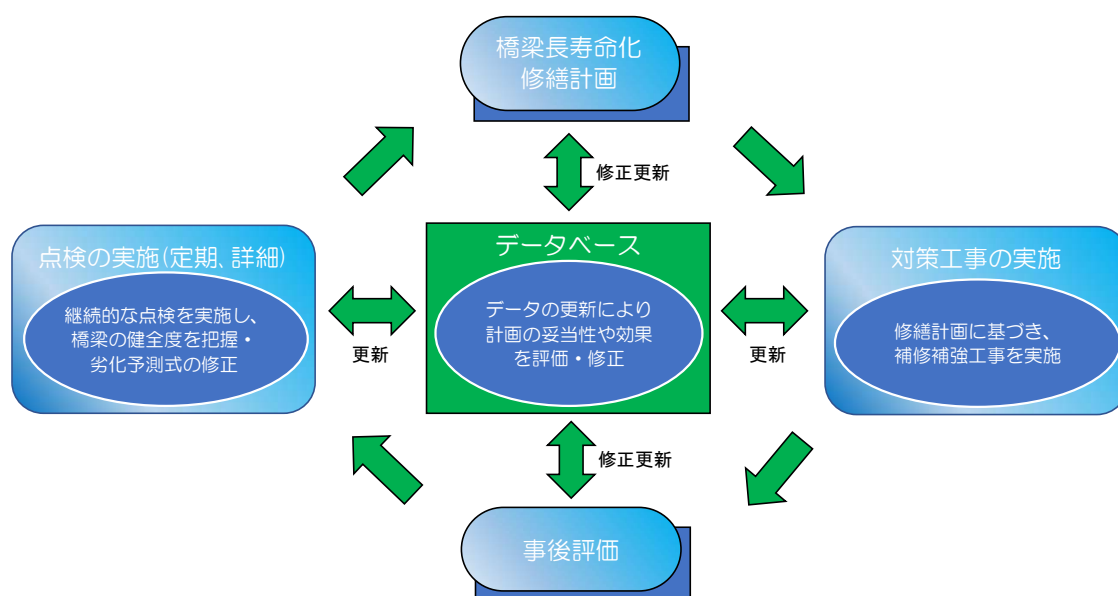 橋梁長寿命化
修繕計画
修正更新
点検の実施(定期、詳細)
継続的な点検を実施し、
橋梁の健全度を把握・
劣化予測式の修正
更新
データベース
データの更新により
計画の妥当性や効果
を評価・修正
更新
対策工事の実施
修繕計画に基づき、
補修補強工事を実施
修正更新
事後評価